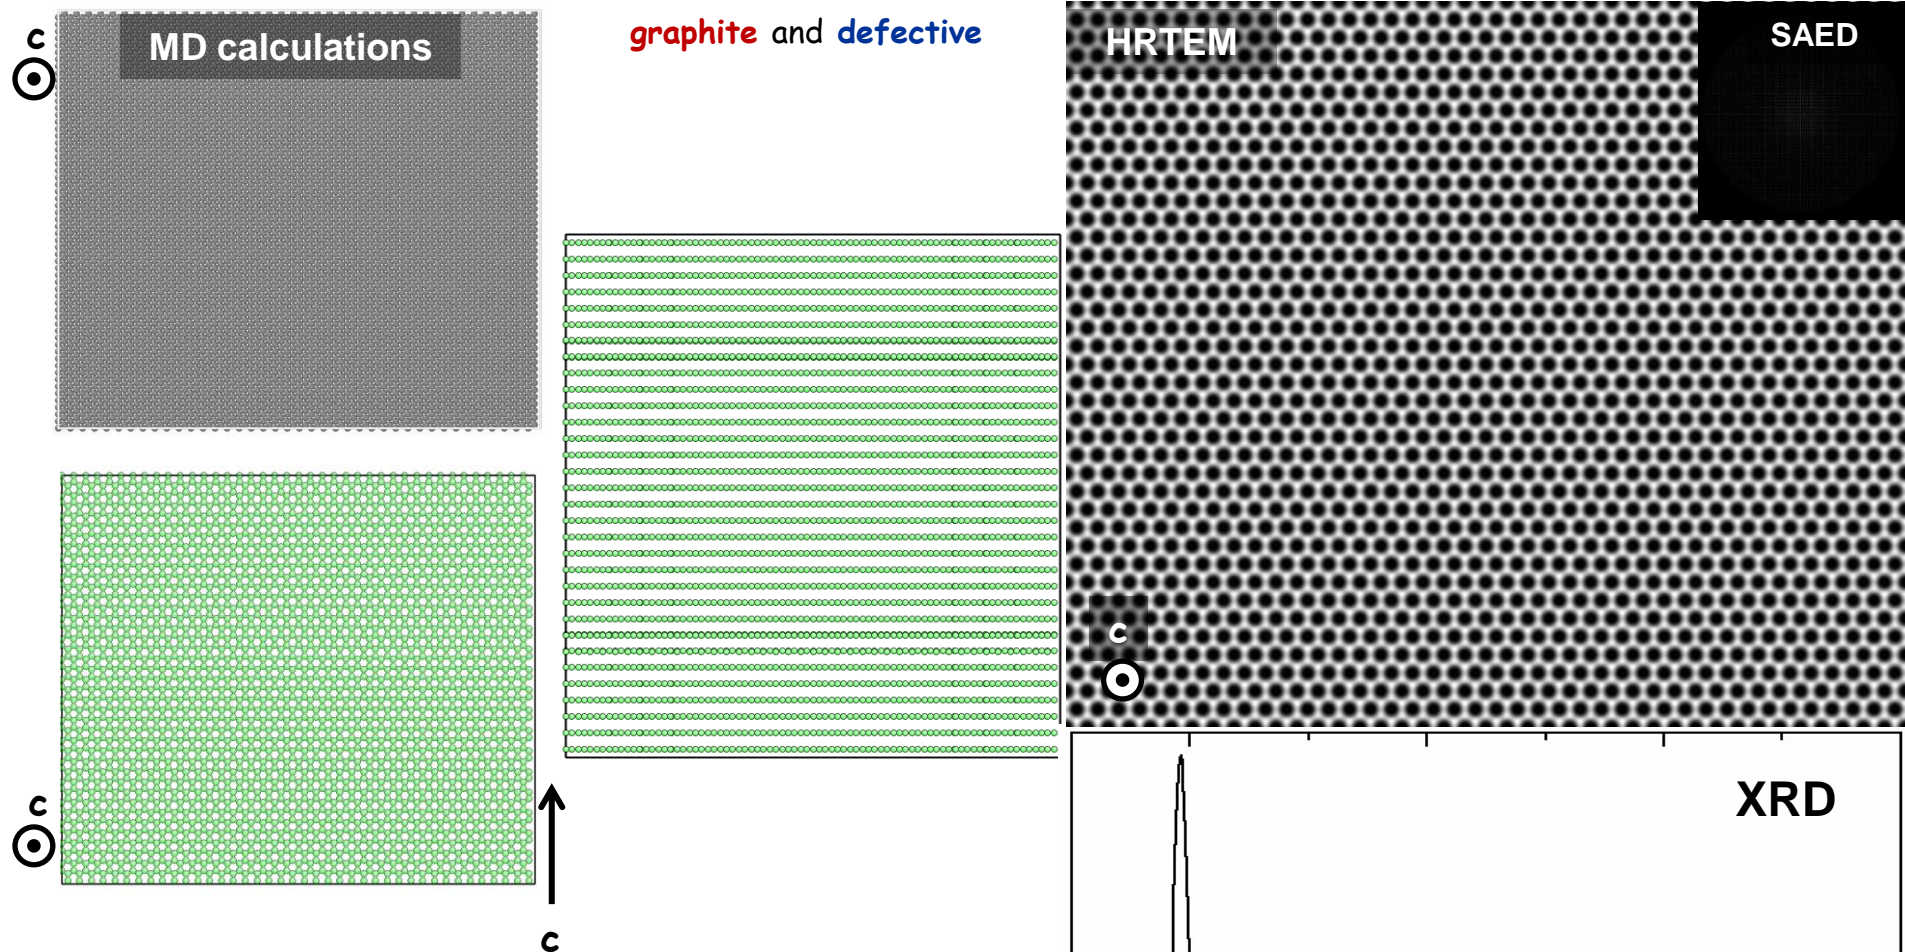 c
MD calculations
graphite and defective
HRTEM
SAED
c
c
c
XRD